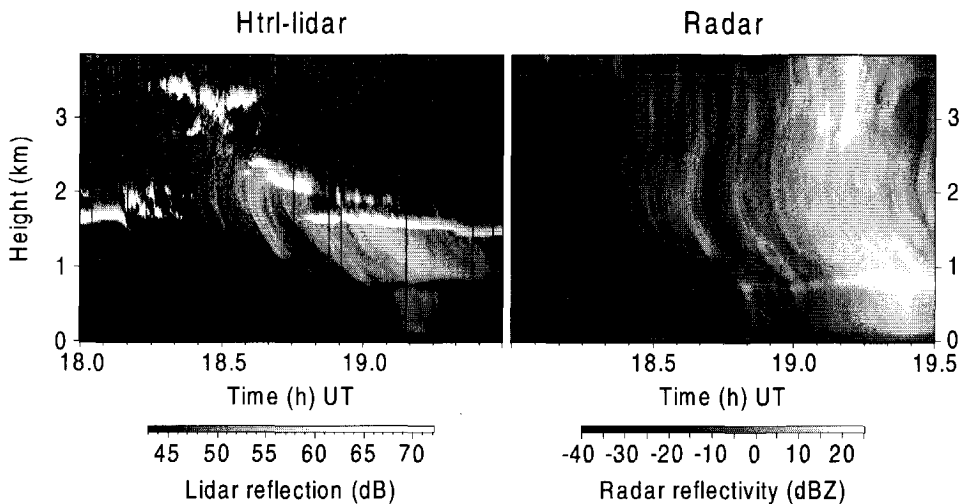 Htrl-lidar
Radar
Height (km)
3
2
1
0
18.0
18.5
19.0
Time (h) UT
3
2
1
0
18.5
19.0
19.5
Time (h) UT
45 50 55 60 65 70
Lidar reflection (dB)
-40 -30 -20 -10 0 10 20
Radar reflectivity (dBZ)